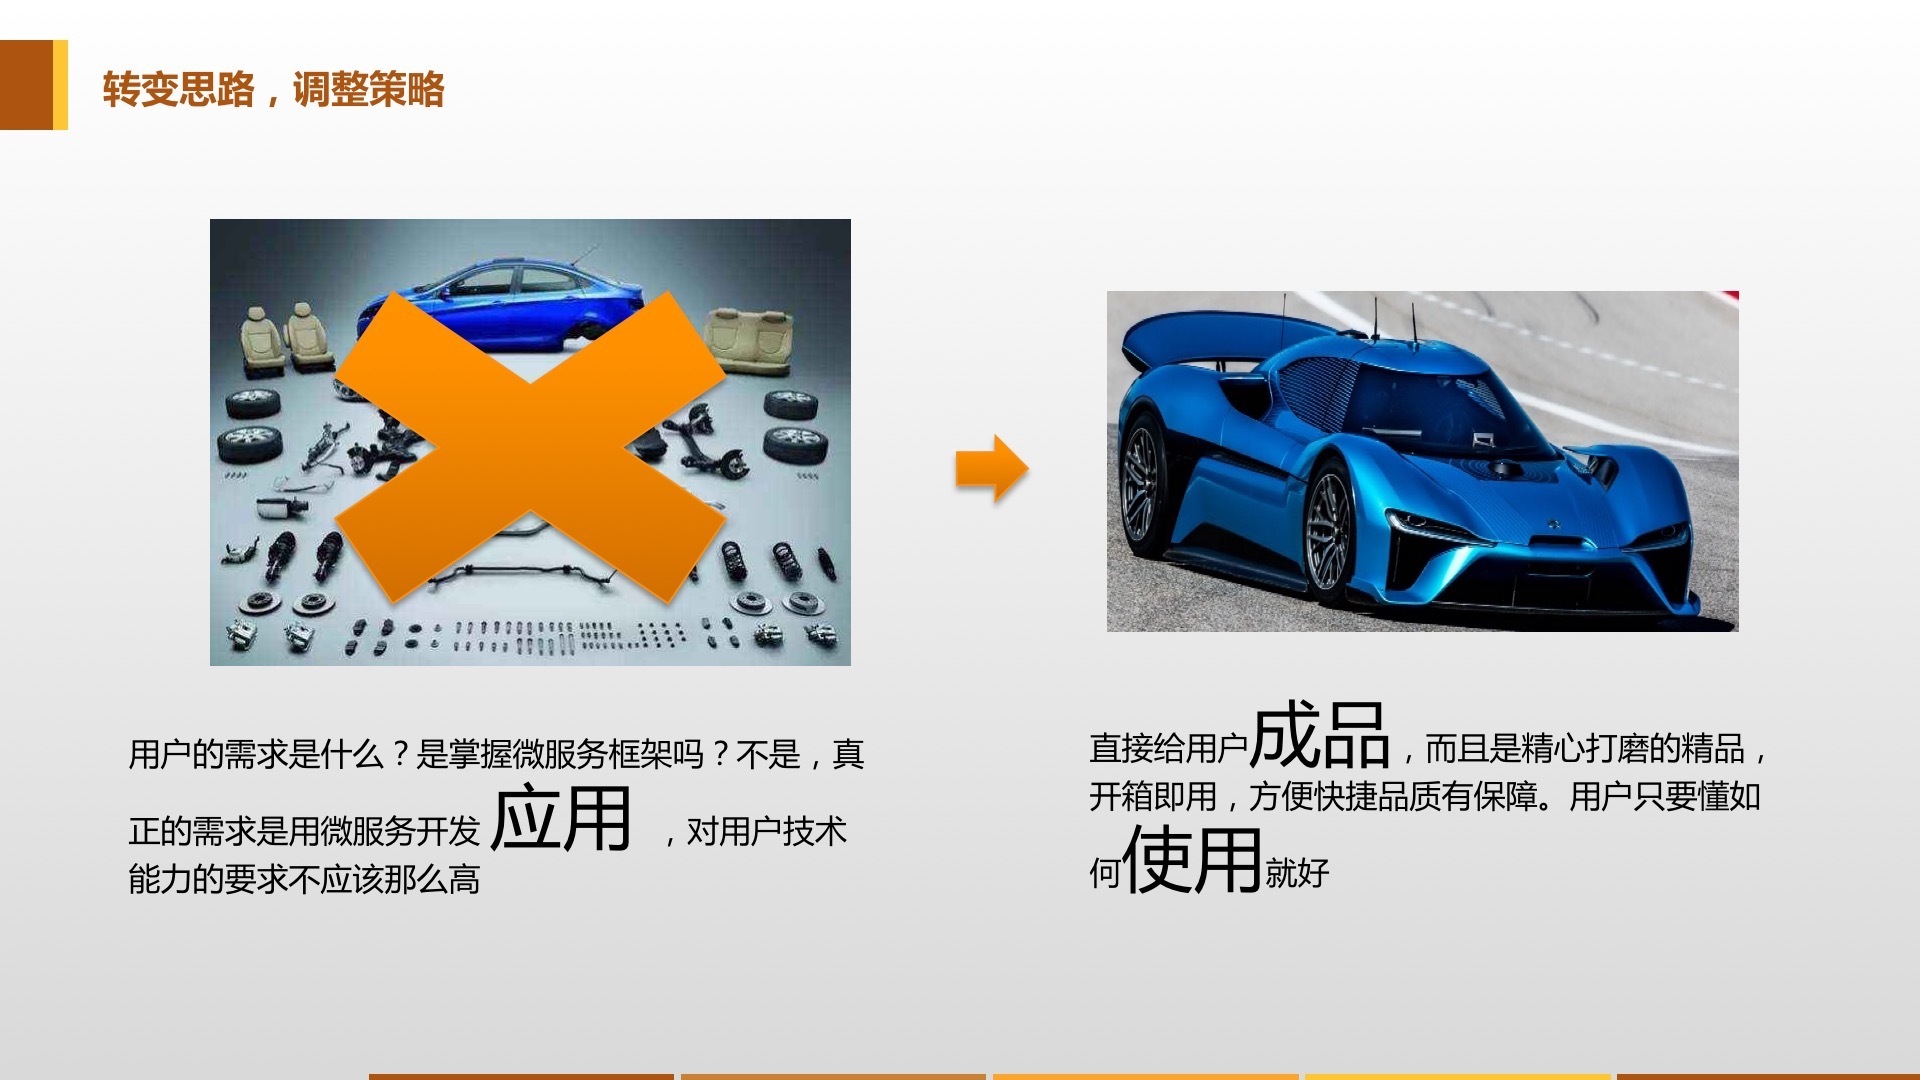 转变思路，调整策略
用户的需求是什么？是掌握微服务框架吗？不是，真
正的需求是用微服务开发 应用 ，对用户技术
能力的要求不应该那么高
直接给用户成品，而且是精心打磨的精品，
开箱即用，方便快捷品质有保障。用户只要懂如
何使用就好